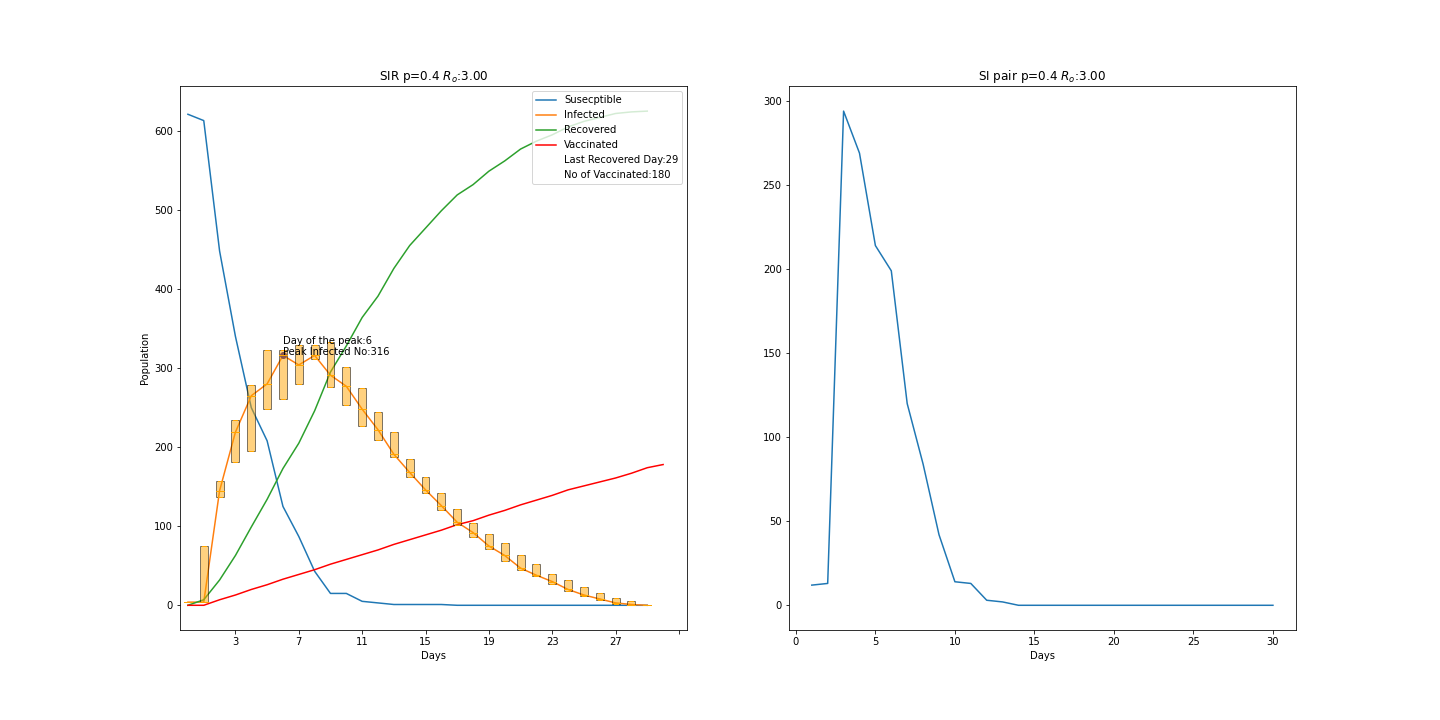 SIR p=0.4 Rₒ:3.00
Susecptible
Infected
Recovered
Vaccinated
Last Recovered Day:29
No of Vaccinated:180
Day of the peak:6
Peak Infected No:316
Population
600
500
400
300
200
100
0
3 7 11 15 19 23 27
Days
SI pair p=0.4 Rₒ:3.00
300
250
200
150
100
50
0
0 5 10 15 20 25 30
Days